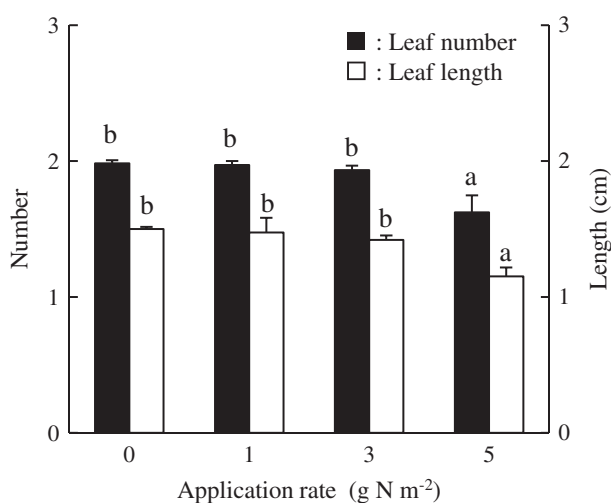 3
3
■ : Leaf number
□ : Leaf length
b
b
b
2
a
2
b
b
b
a
Number
Length (cm)
1
1
0
0
0
1
3
5
Application rate (g N m-2)